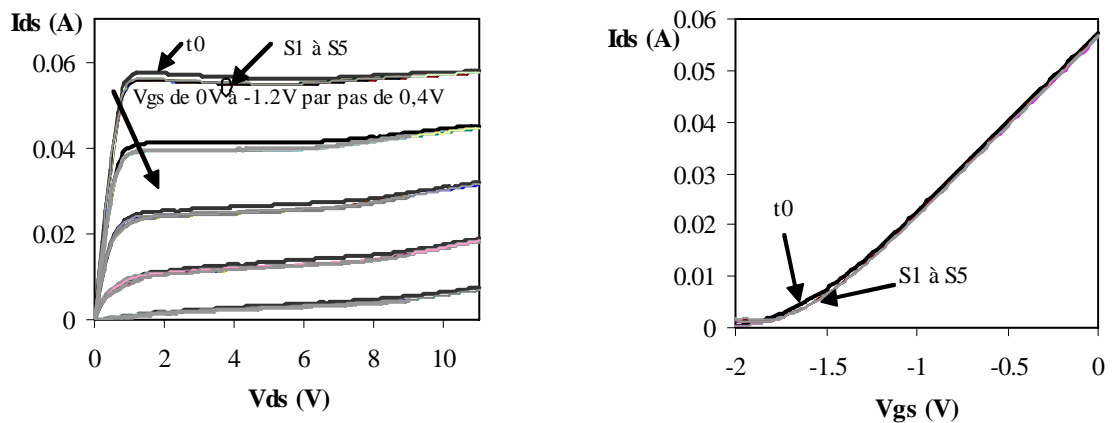 Ids (A)
0.06
0.04
0.02
0
t0
S1 à S5
Vgs de 0V à -1.2V par pas de 0,4V
0
2
4
6
8
10
Vds (V)
Ids (A)
0.06
0.05
0.04
0.03
0.02
0.01
0
t0
S1 à S5
-2
-1.5
-1
-0.5
0
Vgs (V)